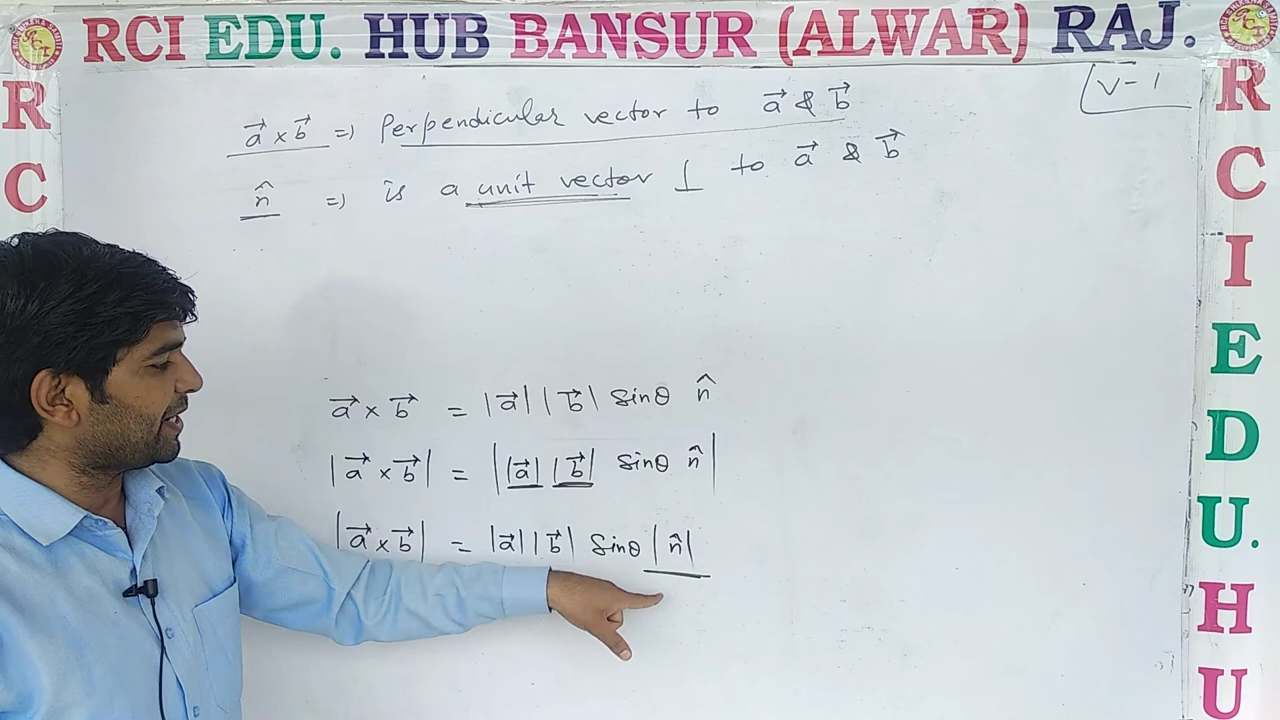 RCI EDU. HUB BANSUR (ALWAR) RAJ.
V-1
a⃗ × b⃗ ⇒ Perpendicular vector to a⃗ & b⃗
n̂ ⇒ is a unit vector ⊥ to a⃗ & b⃗
a⃗ × b⃗ = |a⃗| |b⃗| sinθ n̂
|a⃗ × b⃗| = ||a⃗| |b⃗| sinθ n̂|
|a⃗ × b⃗| = |a⃗| |b⃗| sinθ |n̂|
R
C
R
C
I
E
D
U.
H
U